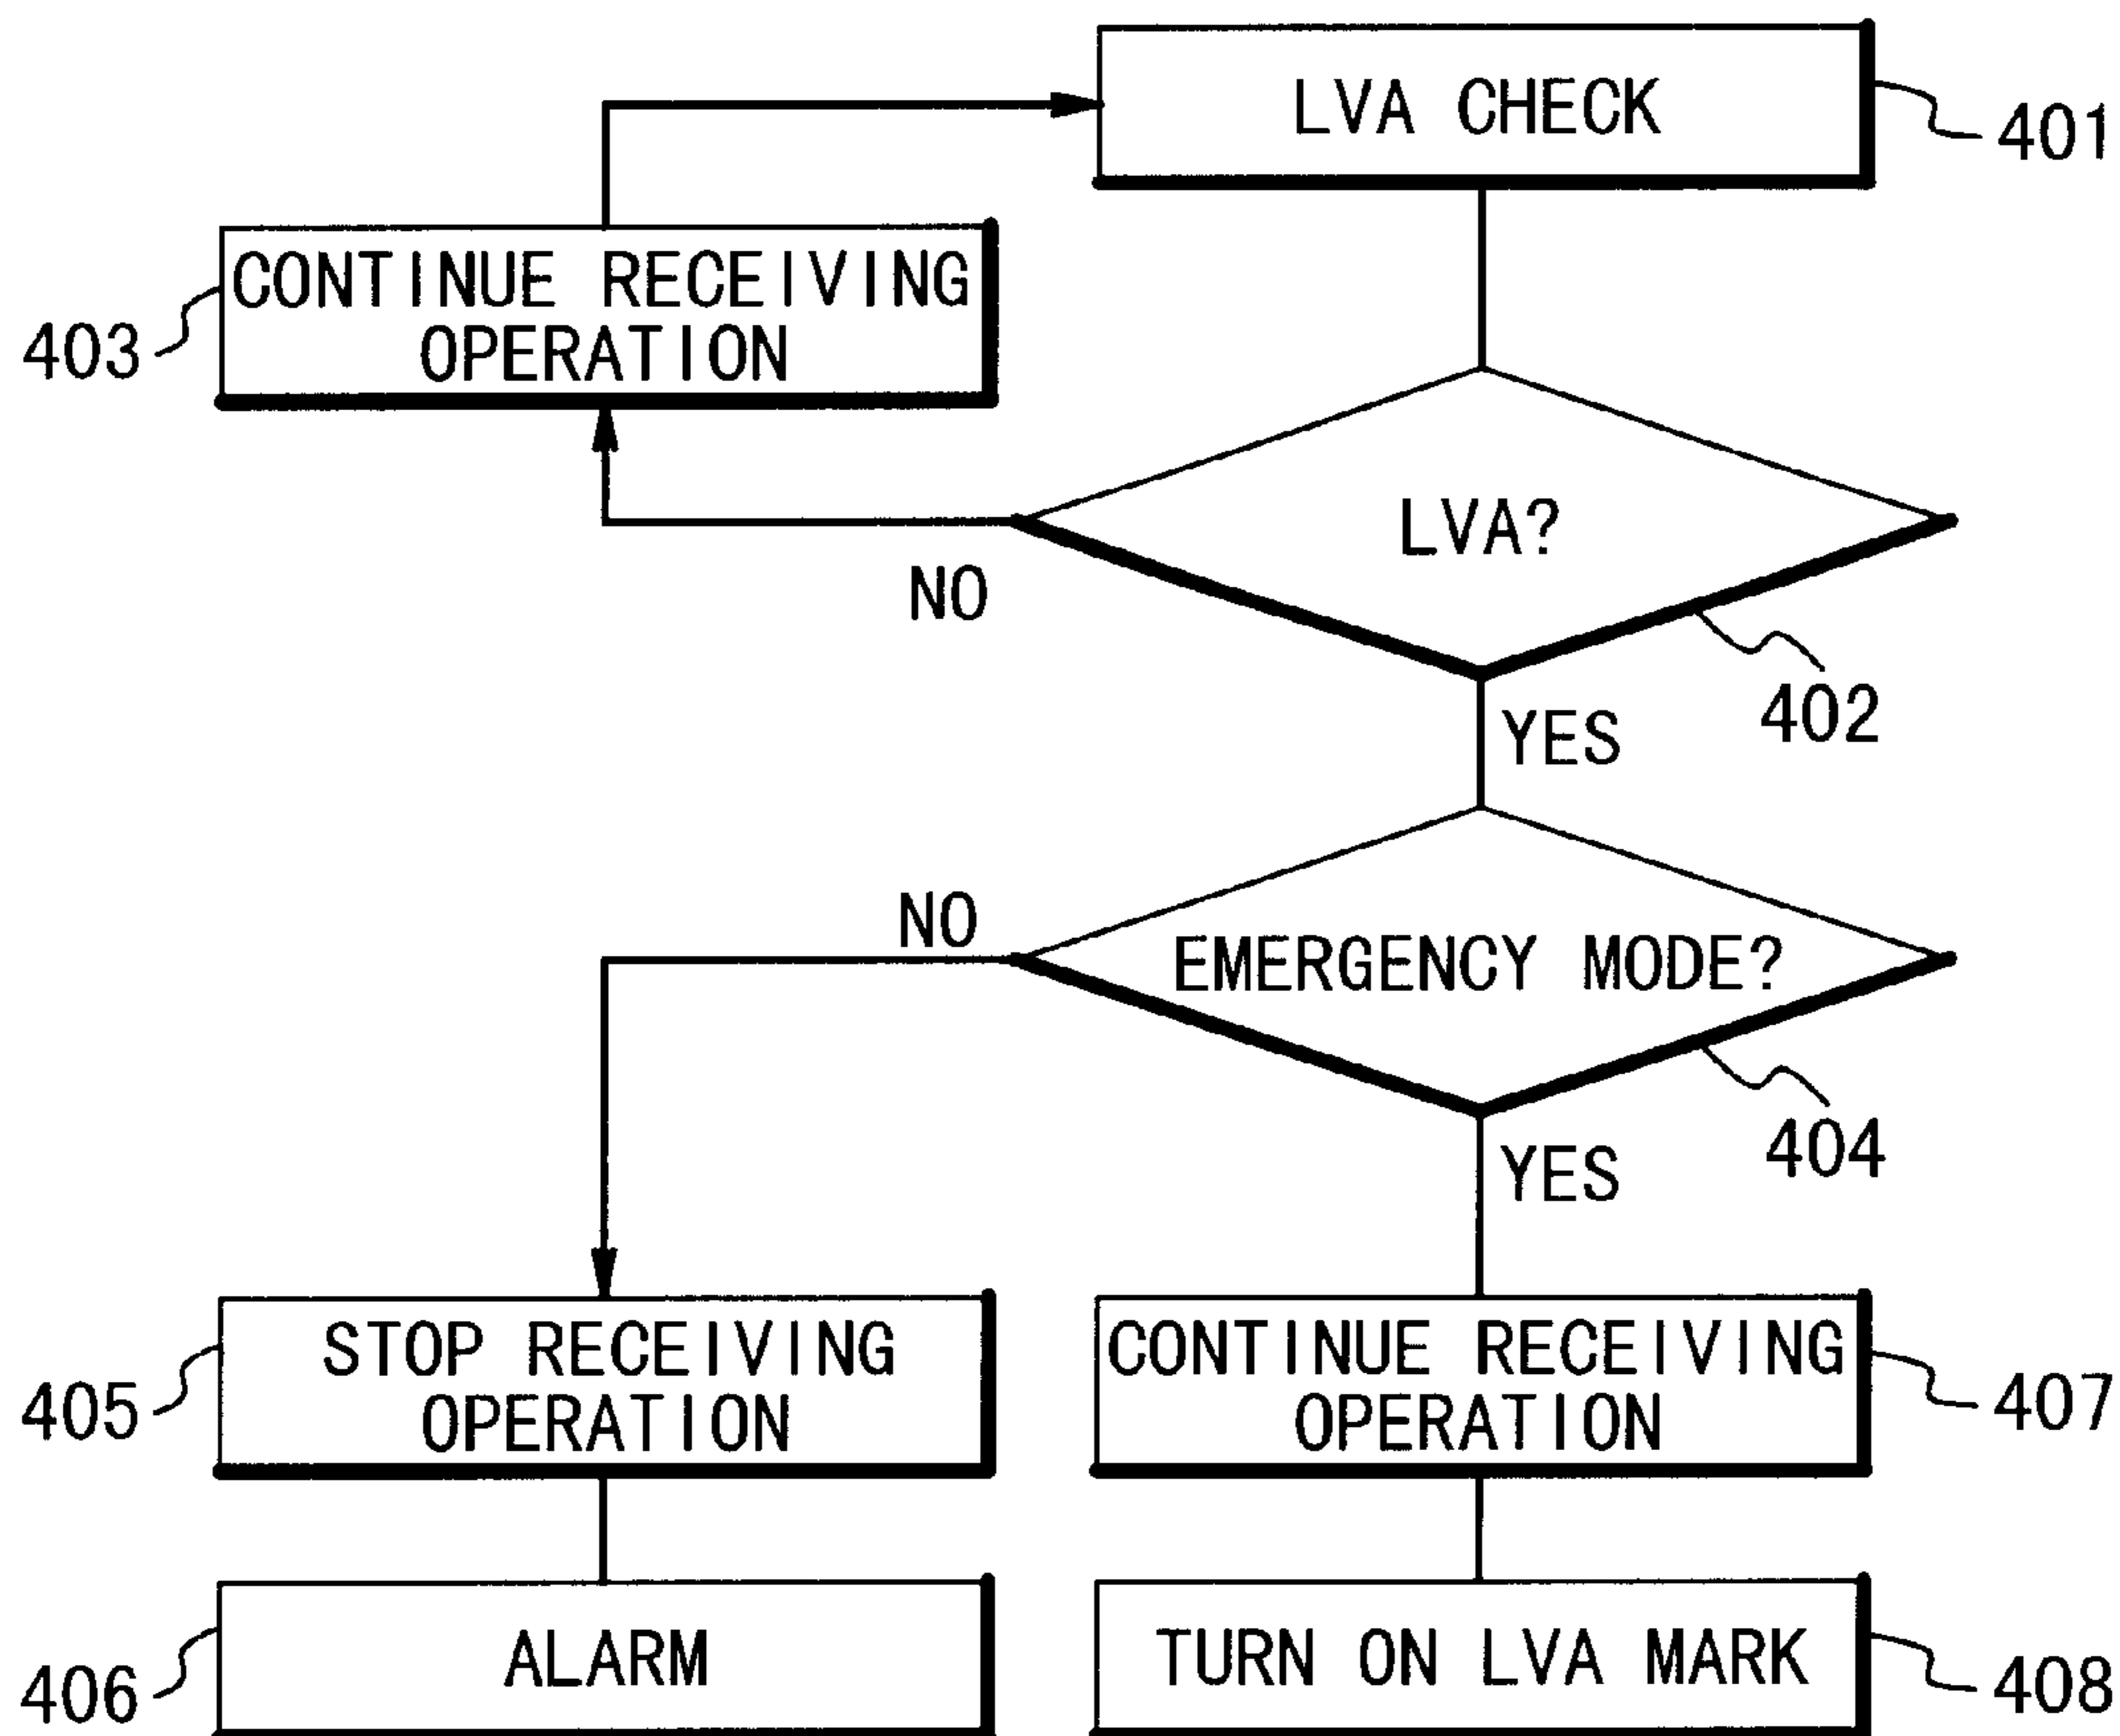 LVA CHECK
401
CONTINUE RECEIVING
OPERATION
403
LVA?
NO
402
YES
NO
EMERGENCY MODE?
404
YES
STOP RECEIVING
OPERATION
405
CONTINUE RECEIVING
OPERATION
407
ALARM
406
TURN ON LVA MARK
408